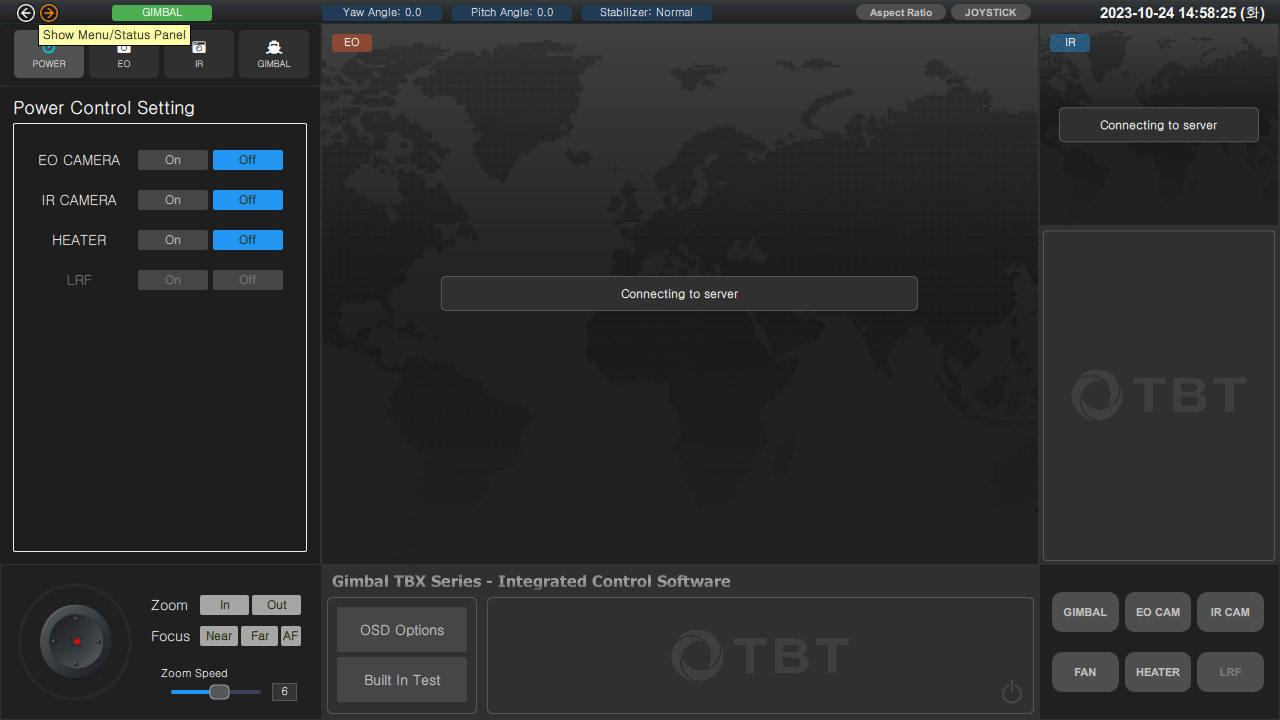 GIMBAL
Yaw Angle: 0.0
Pitch Angle: 0.0
Stabilizer: Normal
Aspect Ratio
JOYSTICK
2023-10-24 14:58:25 (화)
Show Menu/Status Panel
POWER
EO
IR
GIMBAL
Power Control Setting
EO CAMERA On Off
IR CAMERA On Off
HEATER On Off
LRF On Off
EO
Connecting to server
IR
Connecting to server
TBT
Zoom In Out
Focus Near Far AF
Zoom Speed
6
Gimbal TBX Series - Integrated Control Software
OSD Options
Built In Test
TBT
GIMBAL
EO CAM
IR CAM
FAN
HEATER
LRF